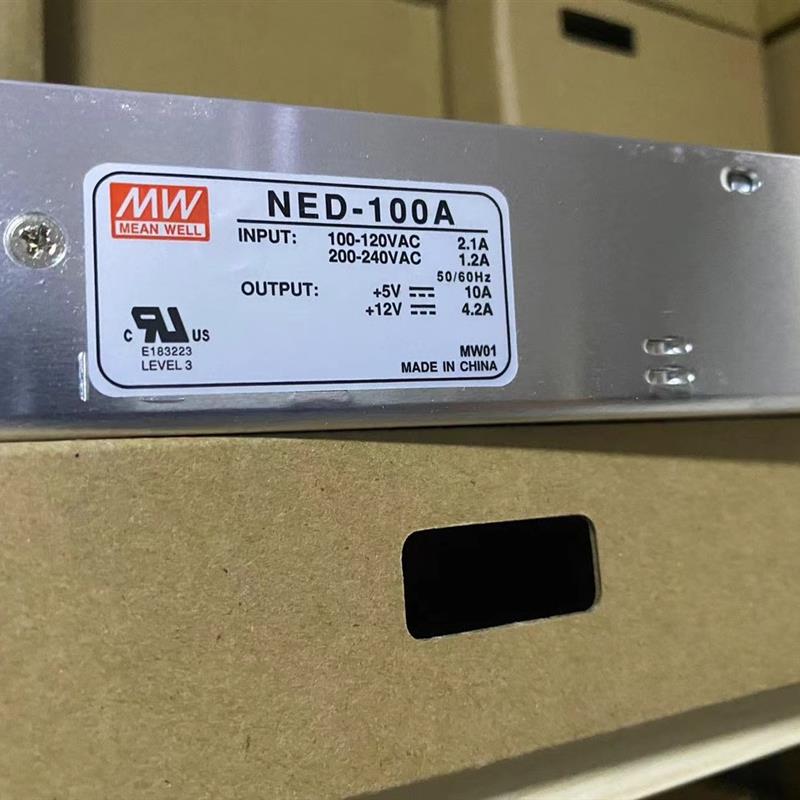 MW
MEAN WELL
NED-100A
INPUT: 100-120VAC 2.1A
200-240VAC 1.2A
50/60Hz
OUTPUT: +5V ⎓ 10A
+12V ⎓ 4.2A
C RU US
E183223
LEVEL 3
MW01
MADE IN CHINA